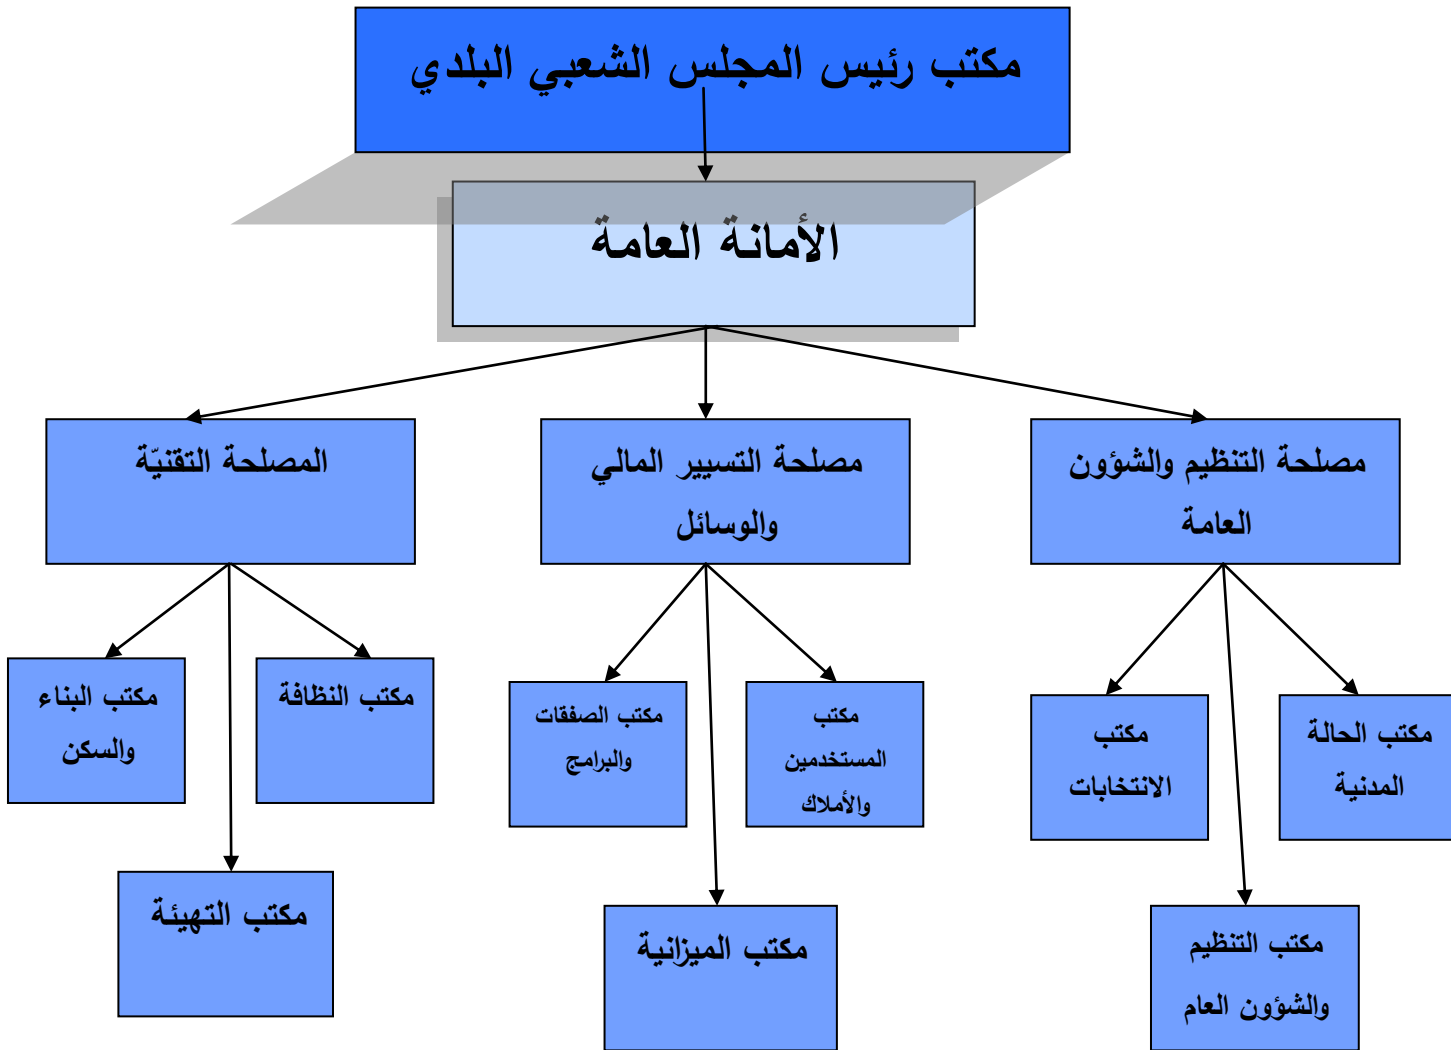 مكتب رئيس المجلس الشعبي البلدي
الأمانة العامة
مصلحة التنظيم والشؤون
العامة
مصلحة التسيير المالي
والوسائل
المصلحة التقنيّة
مكتب الحالة
المدنية
مكتب
الانتخابات
مكتب التنظيم
والشؤون العام
مكتب
المستخدمين
والأملاك
مكتب الصفقات
والبرامج
مكتب الميزانية
مكتب النظافة
مكتب البناء
والسكن
مكتب التهيئة